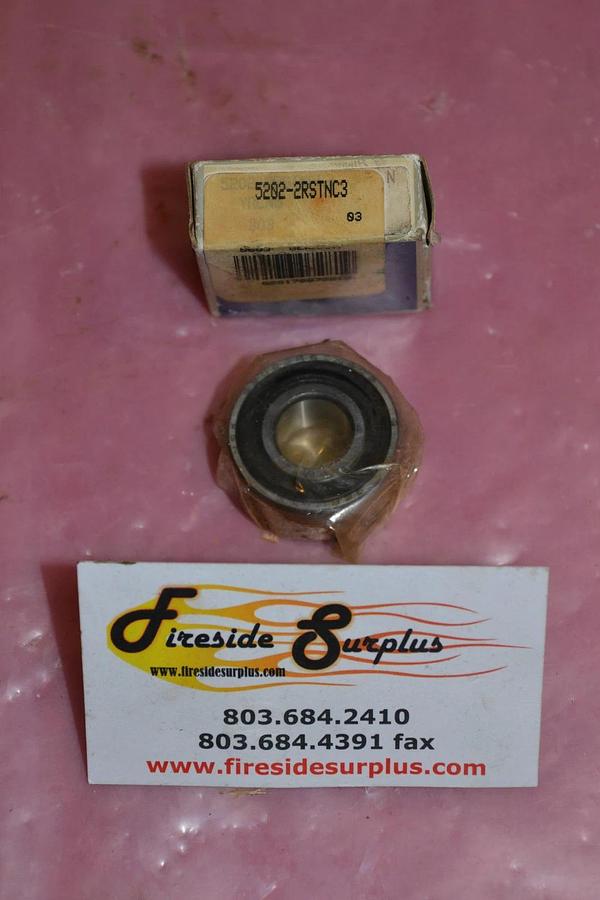 5202-2RSTNC3
N
03
Fireside Surplus
www.firesidesurplus.com
803.684.2410
803.684.4391 fax
www.firesidesurplus.com